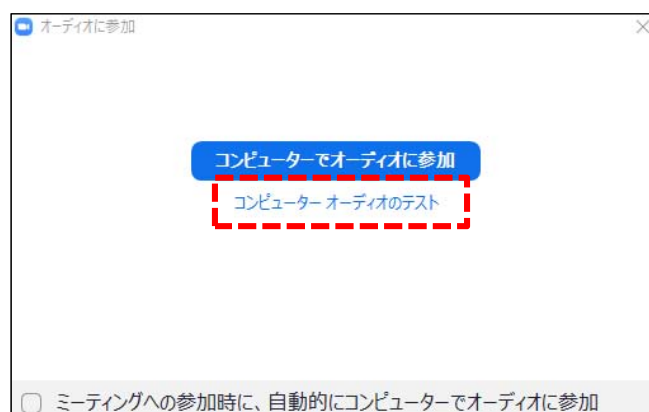 オーディオに参加
コンピューターでオーディオに参加
コンピューター オーディオのテスト
ミーティングへの参加時に、自動的にコンピューターでオーディオに参加